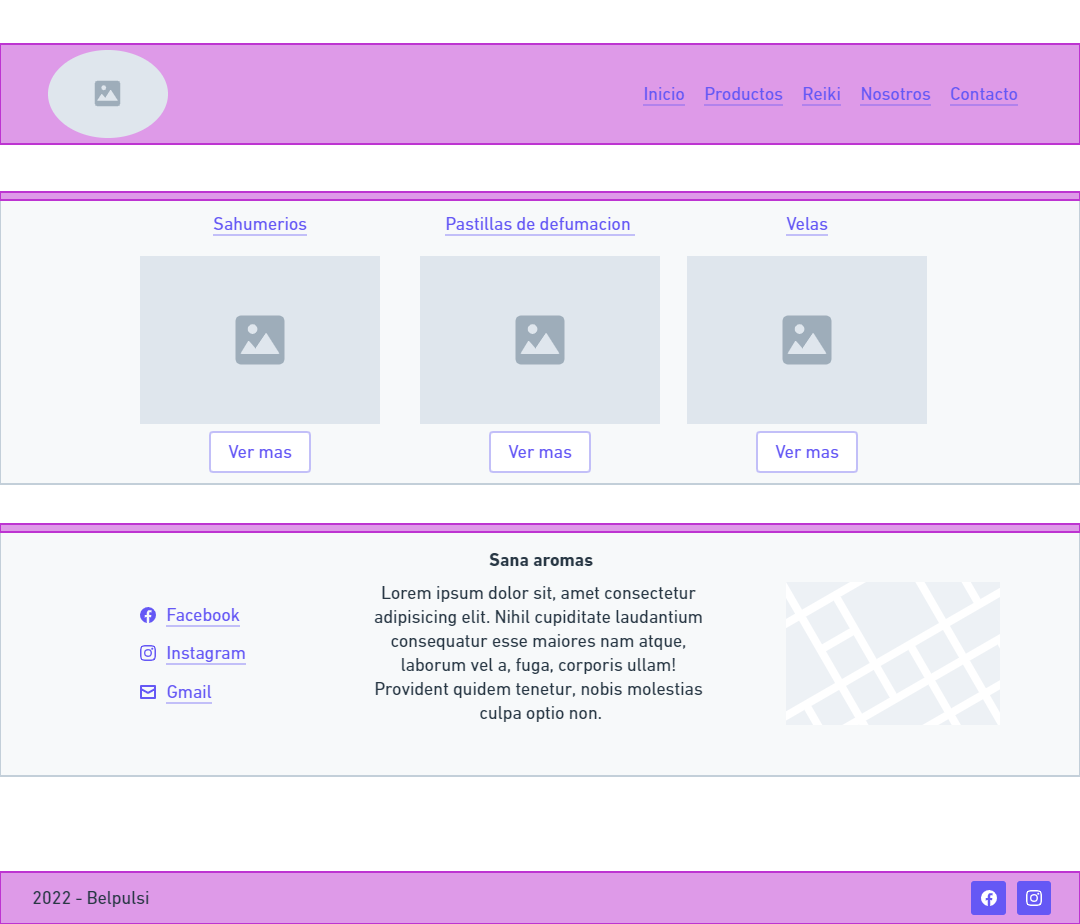 Inicio Productos Reiki Nosotros Contacto
Sahumerios Pastillas de defumacion Velas
Ver mas Ver mas Ver mas
Sana aromas
Facebook
Instagram
Gmail
Lorem ipsum dolor sit, amet consectetur
adipisicing elit. Nihil cupiditate laudantium
consequatur esse maiores nam atque,
laborum vel a, fuga, corporis ullam!
Provident quidem tenetur, nobis molestias
culpa optio non.
2022 - Belpulsi